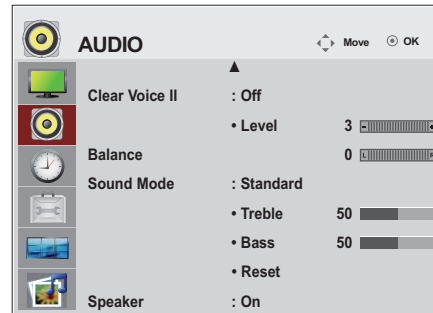 AUDIO Move OK
▲
Clear Voice II : Off
• Level 3 -
Balance 0 L R
Sound Mode : Standard
• Treble 50
• Bass 50
• Reset
Speaker : On